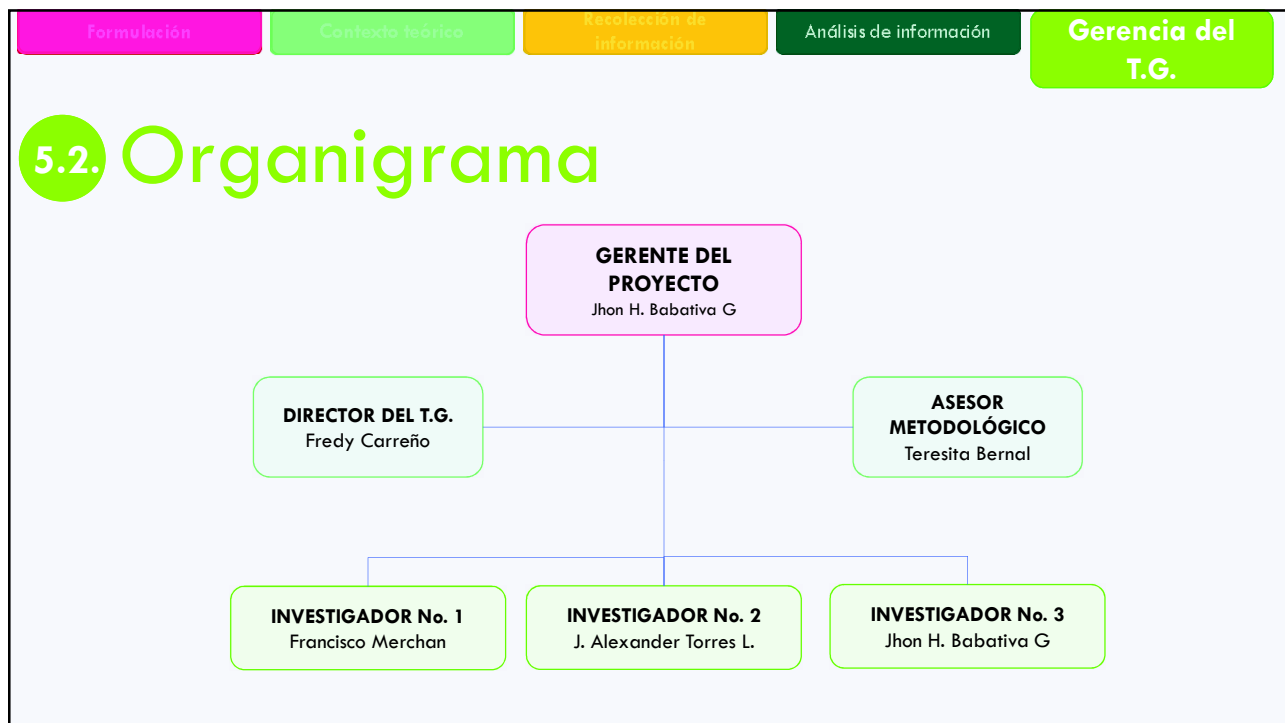 Formulación
Contexto teórico
Recolección de
información
Análisis de información
Gerencia del
T.G.
5.2. Organigrama
GERENTE DEL
PROYECTO
Jhon H. Babativa G
DIRECTOR DEL T.G.
Fredy Carreño
ASESOR
METODOLÓGICO
Teresita Bernal
INVESTIGADOR No. 1
Francisco Merchan
INVESTIGADOR No. 2
J. Alexander Torres L.
INVESTIGADOR No. 3
Jhon H. Babativa G